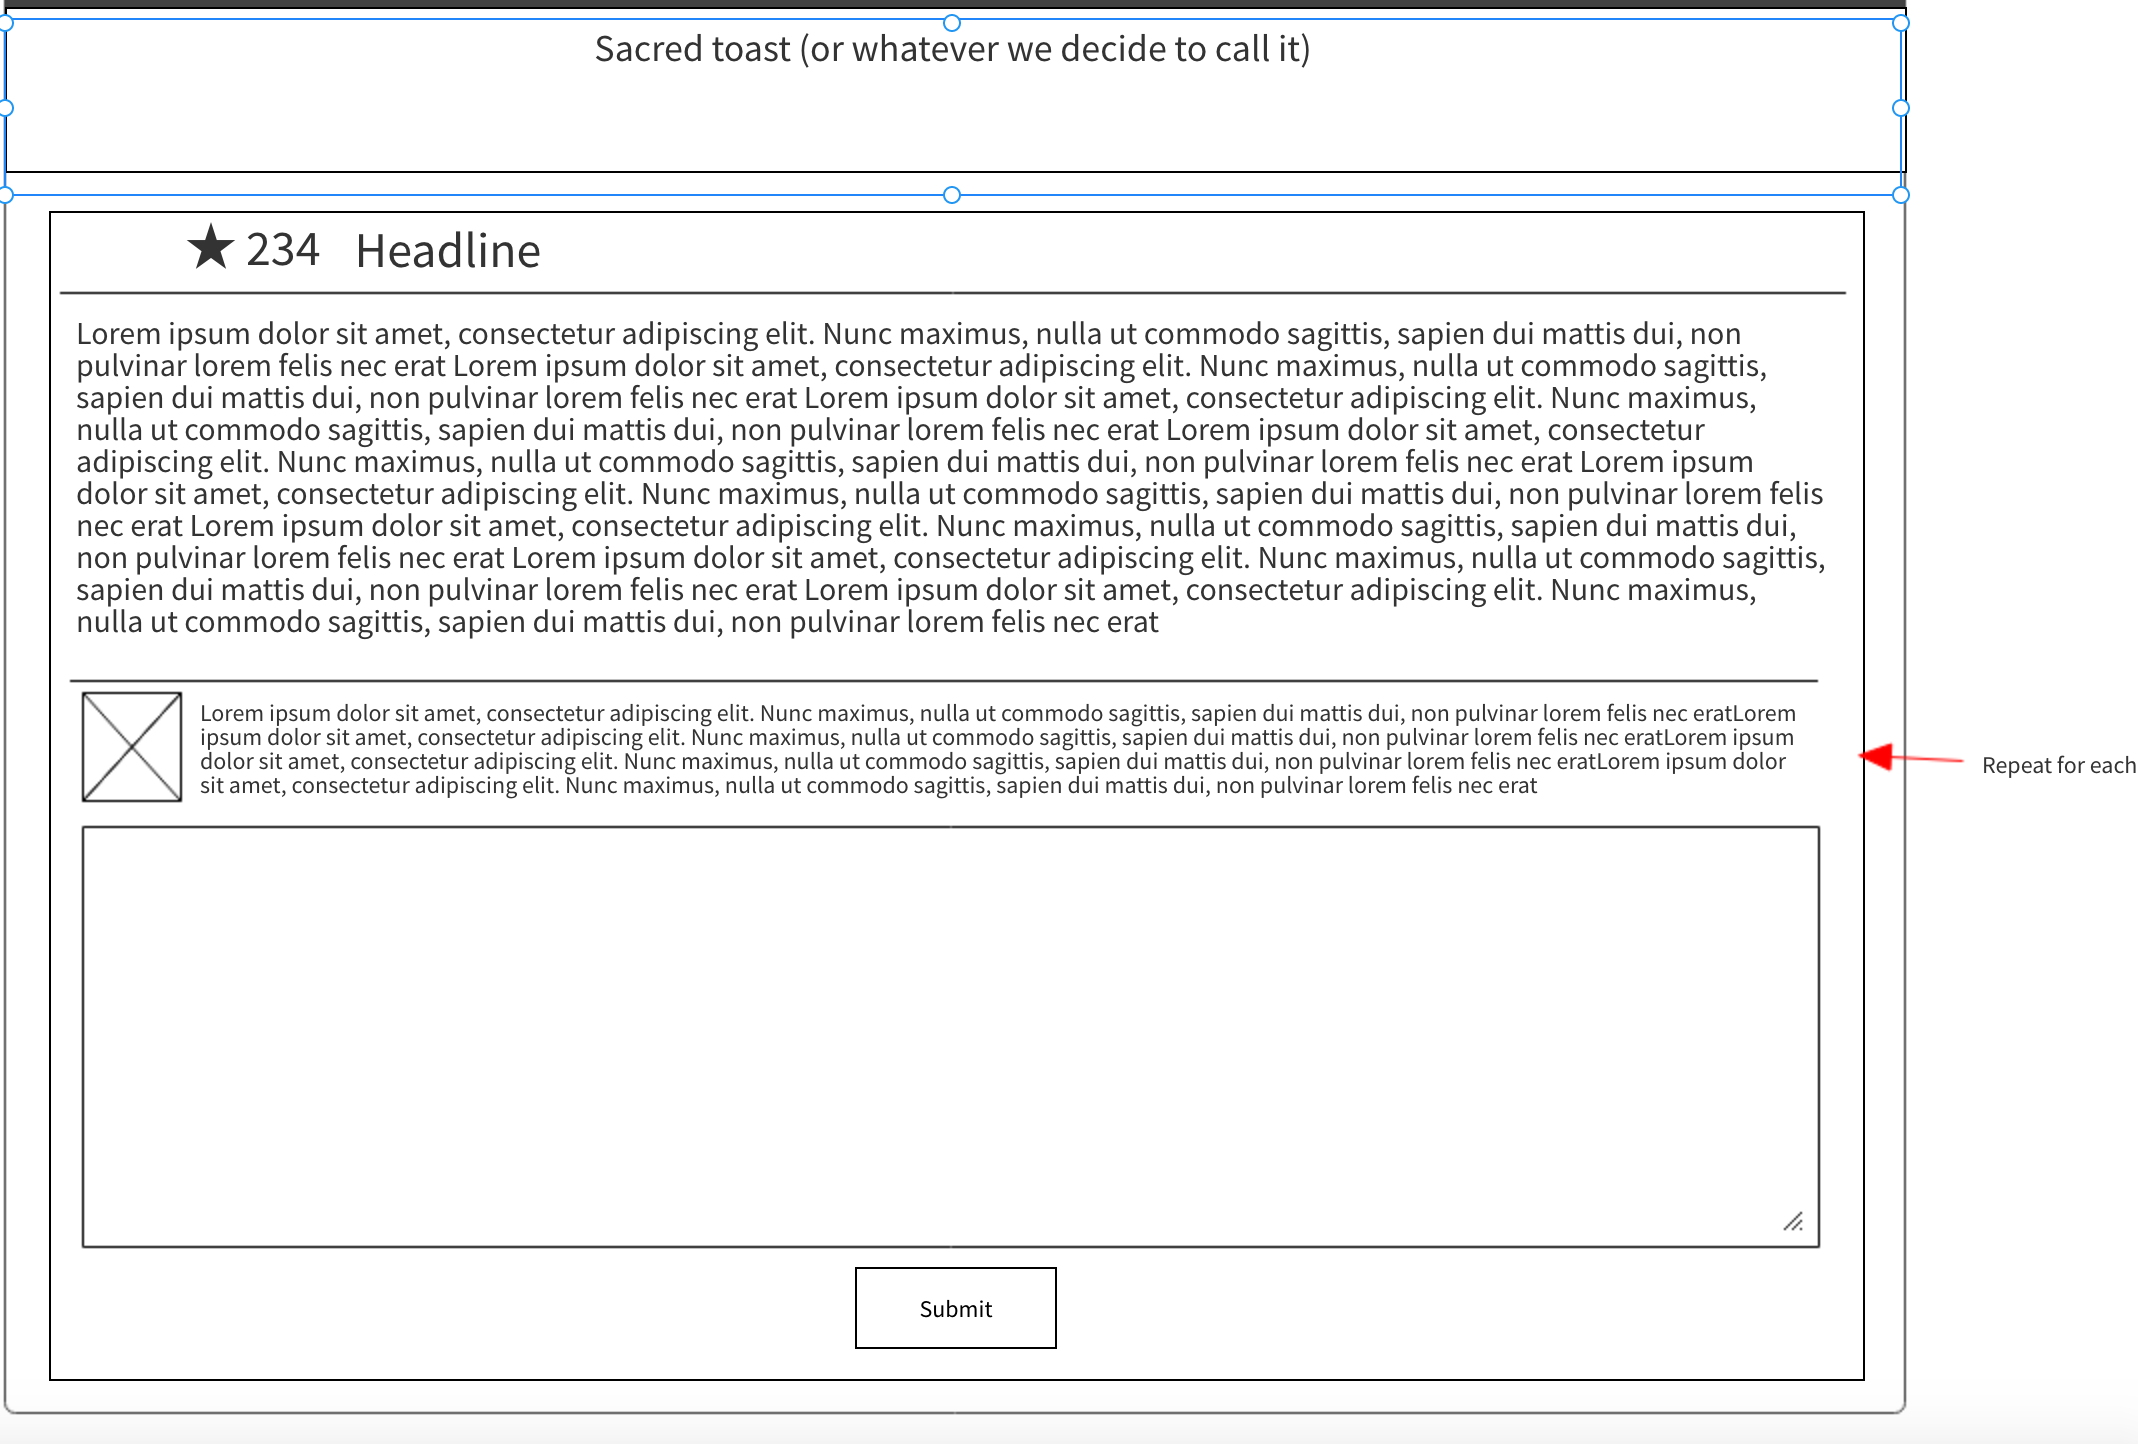 Sacred toast (or whatever we decide to call it)
★ 234 Headline
Lorem ipsum dolor sit amet, consectetur adipiscing elit. Nunc maximus, nulla ut commodo sagittis, sapien dui mattis dui, non
pulvinar lorem felis nec erat Lorem ipsum dolor sit amet, consectetur adipiscing elit. Nunc maximus, nulla ut commodo sagittis,
sapien dui mattis dui, non pulvinar lorem felis nec erat Lorem ipsum dolor sit amet, consectetur adipiscing elit. Nunc maximus,
nulla ut commodo sagittis, sapien dui mattis dui, non pulvinar lorem felis nec erat Lorem ipsum dolor sit amet, consectetur
adipiscing elit. Nunc maximus, nulla ut commodo sagittis, sapien dui mattis dui, non pulvinar lorem felis nec erat Lorem ipsum
dolor sit amet, consectetur adipiscing elit. Nunc maximus, nulla ut commodo sagittis, sapien dui mattis dui, non pulvinar lorem felis
nec erat Lorem ipsum dolor sit amet, consectetur adipiscing elit. Nunc maximus, nulla ut commodo sagittis, sapien dui mattis dui,
non pulvinar lorem felis nec erat Lorem ipsum dolor sit amet, consectetur adipiscing elit. Nunc maximus, nulla ut commodo sagittis,
sapien dui mattis dui, non pulvinar lorem felis nec erat Lorem ipsum dolor sit amet, consectetur adipiscing elit. Nunc maximus,
nulla ut commodo sagittis, sapien dui mattis dui, non pulvinar lorem felis nec erat
Lorem ipsum dolor sit amet, consectetur adipiscing elit. Nunc maximus, nulla ut commodo sagittis, sapien dui mattis dui, non pulvinar lorem felis nec eratLorem
ipsum dolor sit amet, consectetur adipiscing elit. Nunc maximus, nulla ut commodo sagittis, sapien dui mattis dui, non pulvinar lorem felis nec eratLorem ipsum
dolor sit amet, consectetur adipiscing elit. Nunc maximus, nulla ut commodo sagittis, sapien dui mattis dui, non pulvinar lorem felis nec eratLorem ipsum dolor
sit amet, consectetur adipiscing elit. Nunc maximus, nulla ut commodo sagittis, sapien dui mattis dui, non pulvinar lorem felis nec erat
Repeat for each
Submit